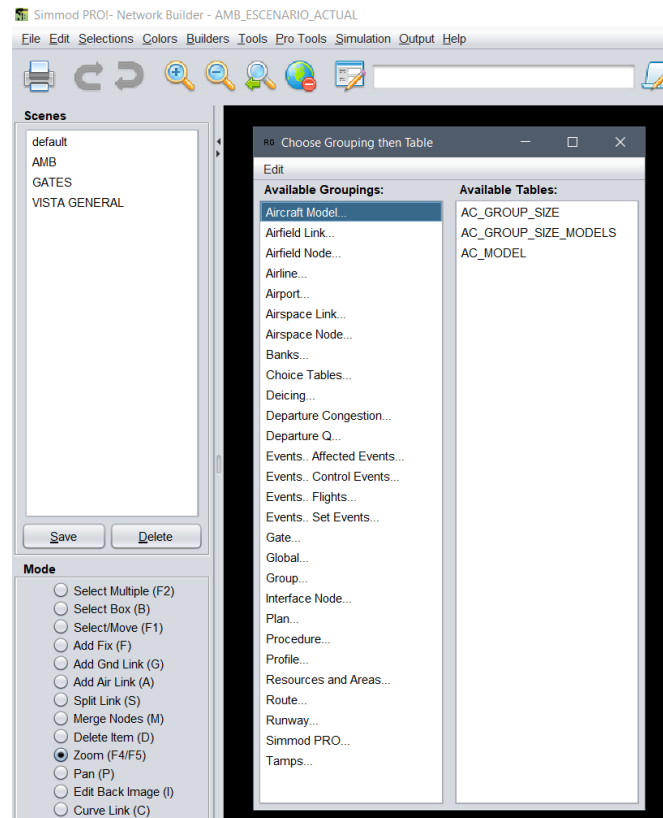 Simmod PRO!- Network Builder - AMB_ESCENARIO_ACTUAL
File Edit Selections Colors Builders Tools Pro Tools Simulation Output Help
Scenes
default
AMB
GATES
VISTA GENERAL
Save Delete
Mode
Select Multiple (F2)
Select Box (B)
Select/Move (F1)
Add Fix (F)
Add Gnd Link (G)
Add Air Link (A)
Split Link (S)
Merge Nodes (M)
Delete Item (D)
Zoom (F4/F5)
Pan (P)
Edit Back Image (I)
Curve Link (C)
RG Choose Grouping then Table
Edit
Available Groupings:
Aircraft Model...
Airfield Link...
Airfield Node...
Airline...
Airport...
Airspace Link...
Airspace Node...
Banks...
Choice Tables...
Deicing...
Departure Congestion...
Departure Q...
Events.. Affected Events...
Events.. Control Events...
Events.. Flights...
Events.. Set Events...
Gate...
Global...
Group...
Interface Node...
Plan...
Procedure...
Profile...
Resources and Areas...
Route...
Runway...
Simmod PRO...
Tamps...
Available Tables:
AC_GROUP_SIZE
AC_GROUP_SIZE_MODELS
AC_MODEL